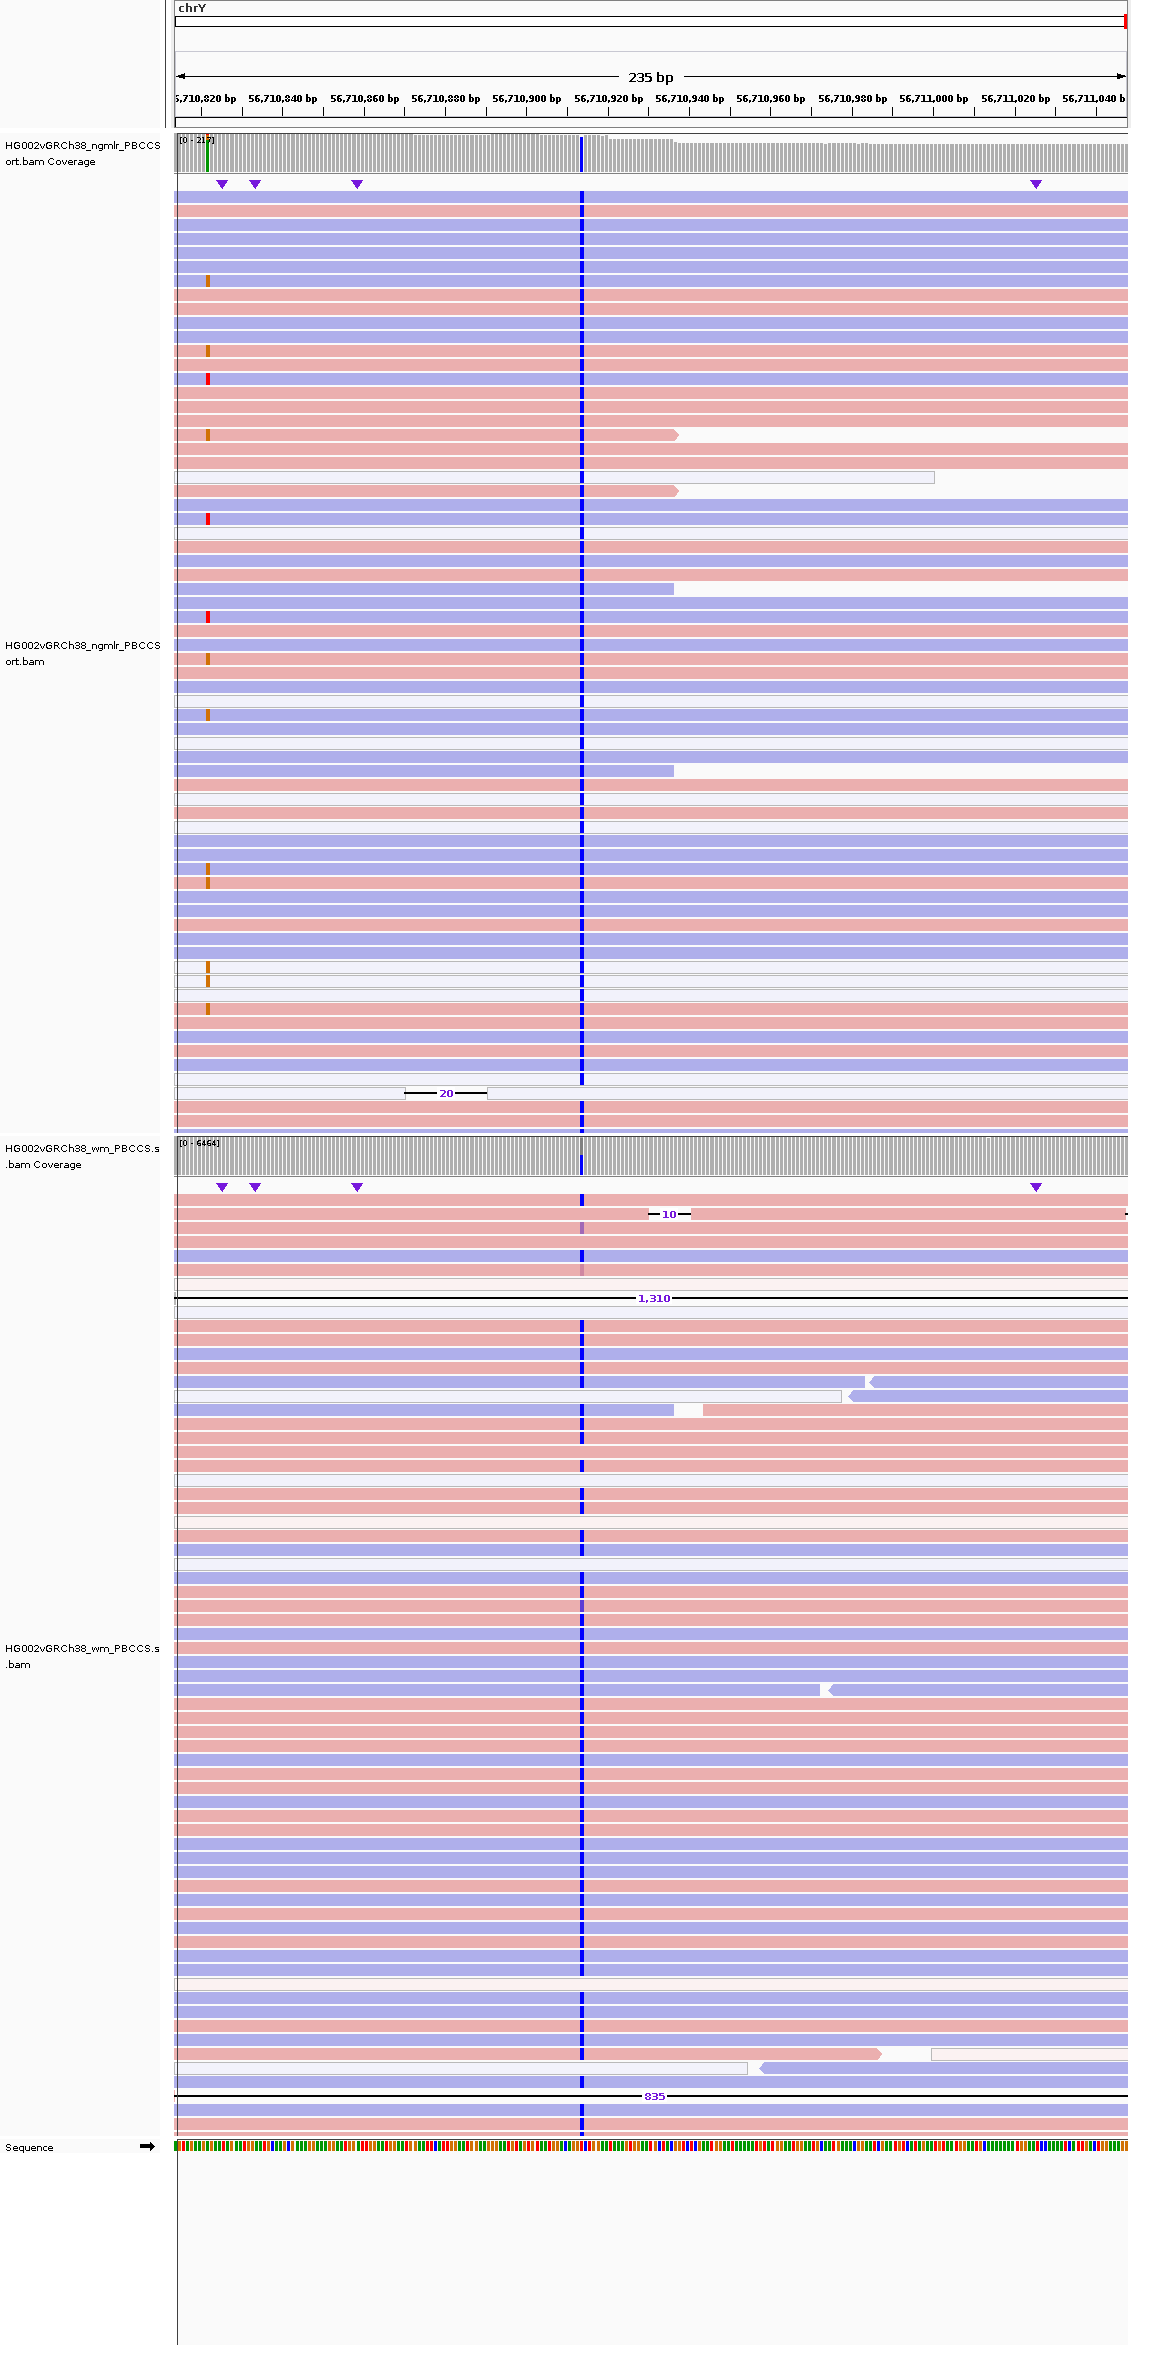 chrY
235 bp
5,710,820 bp 56,710,840 bp 56,710,860 bp 56,710,880 bp 56,710,900 bp 56,710,920 bp 56,710,940 bp 56,710,960 bp 56,710,980 bp 56,711,000 bp 56,711,020 bp 56,711,040 b
HG002vGRCh38_ngmlr_PBCCS
ort.bam Coverage
[0 - 217]
HG002vGRCh38_ngmlr_PBCCS
ort.bam
20
HG002vGRCh38_wm_PBCCS.s
.bam Coverage
[0 - 6464]
10
1,310
HG002vGRCh38_wm_PBCCS.s
.bam
835
Sequence